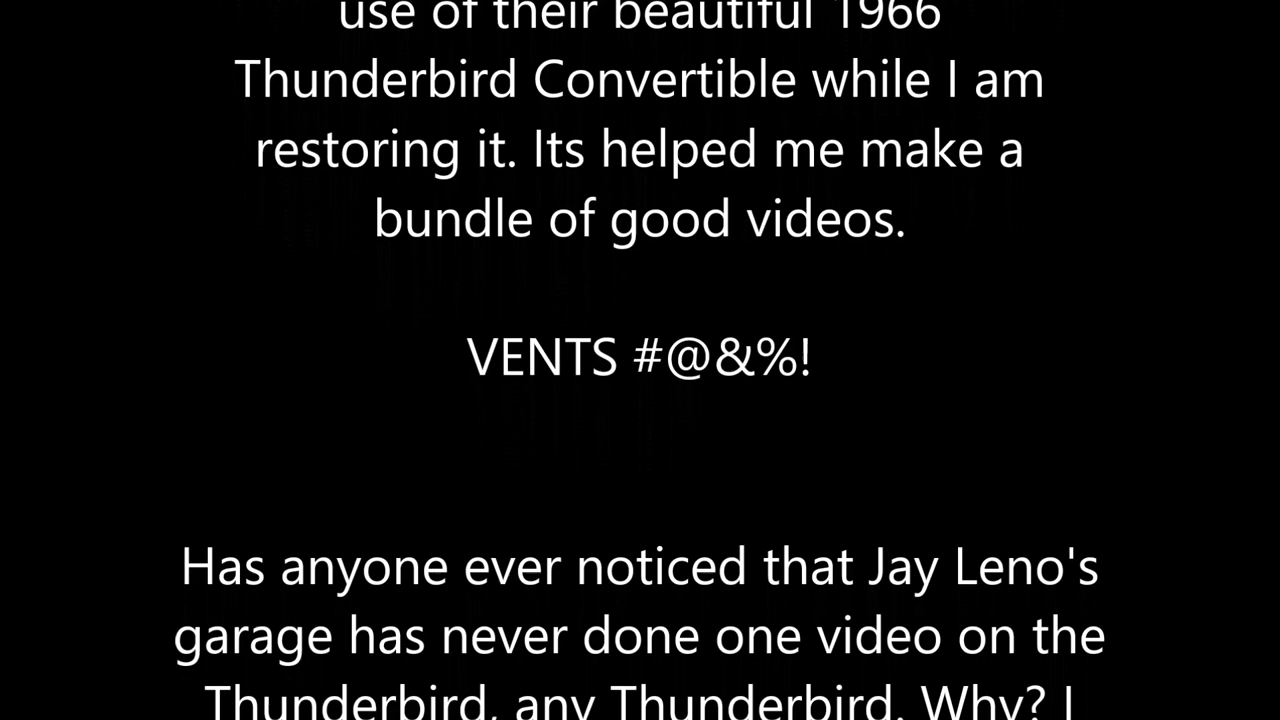 use of their beautiful 1966
Thunderbird Convertible while I am
restoring it. Its helped me make a
bundle of good videos.
VENTS #@&%!
Has anyone ever noticed that Jay Leno's
garage has never done one video on the
Thunderbird, any Thunderbird. Why? I